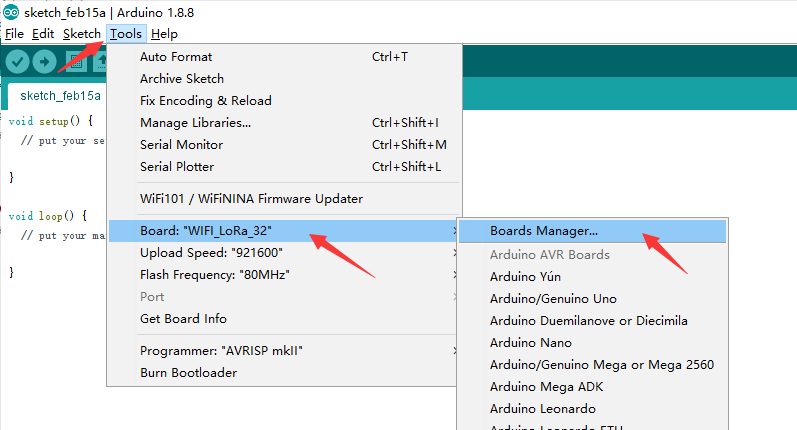 sketch_feb15a | Arduino 1.8.8
File Edit Sketch Tools Help
sketch_feb15a
void setup() {
// put your se
}
void loop() {
// put your ma
}
Auto Format Ctrl+T
Archive Sketch
Fix Encoding & Reload
Manage Libraries... Ctrl+Shift+I
Serial Monitor Ctrl+Shift+M
Serial Plotter Ctrl+Shift+L
WiFi101 / WiFiNINA Firmware Updater
Board: "WIFI_LoRa_32"
Upload Speed: "921600"
Flash Frequency: "80MHz"
Port
Get Board Info
Programmer: "AVRISP mkII"
Burn Bootloader
Boards Manager...
Arduino AVR Boards
Arduino Yún
Arduino/Genuino Uno
Arduino Duemilanove or Diecimila
Arduino Nano
Arduino/Genuino Mega or Mega 2560
Arduino Mega ADK
Arduino Leonardo
Arduino Leonardo ETH